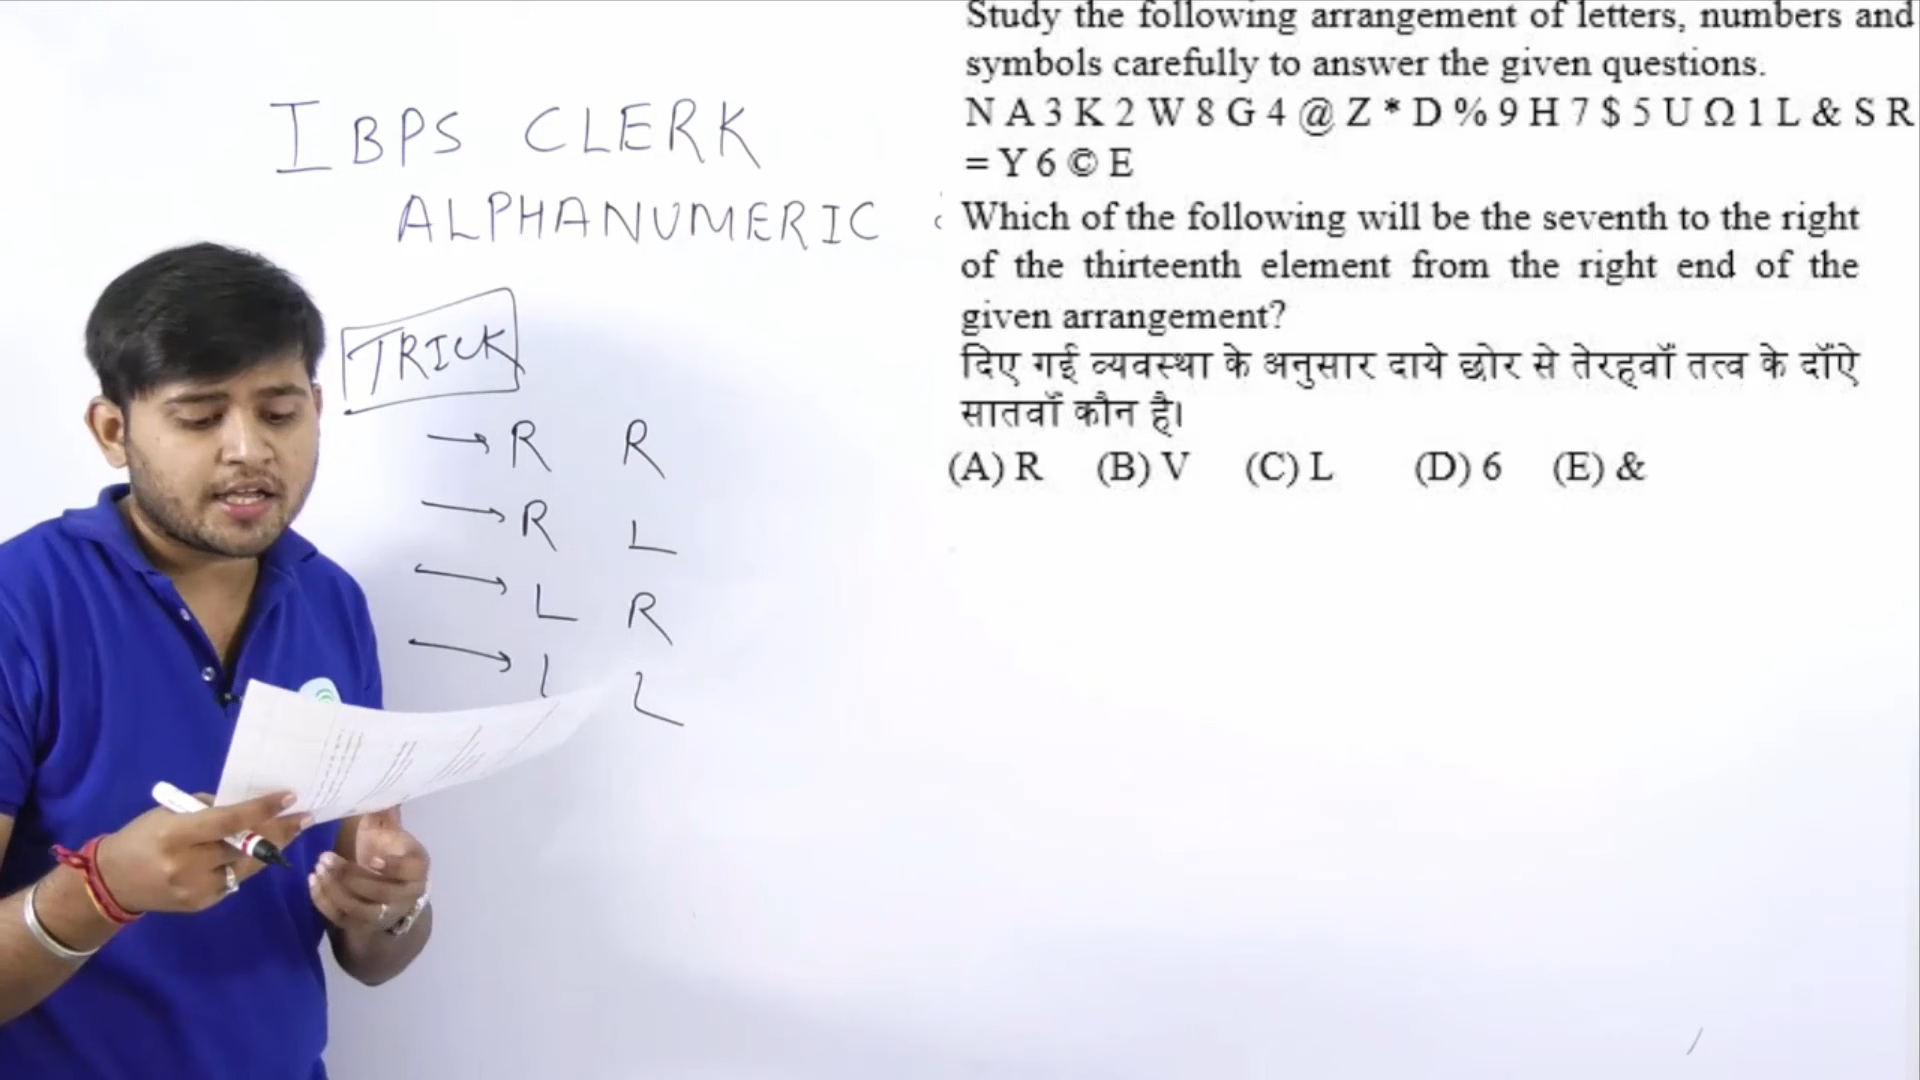 IBPS CLERK
ALPHANUMERIC
TRICK
→ R R
→ R L
→ L R
→ L L
Study the following arrangement of letters, numbers and
symbols carefully to answer the given questions.
N A 3 K 2 W 8 G 4 @ Z * D % 9 H 7 $ 5 U Ω 1 L & S R
= Y 6 © E
Which of the following will be the seventh to the right
of the thirteenth element from the right end of the
given arrangement?
दिए गई व्यवस्था के अनुसार दाये छोर से तेरहवाँ तत्व के दाँऐ
सातवाँ कौन है।
(A) R (B) V (C) L (D) 6 (E) &